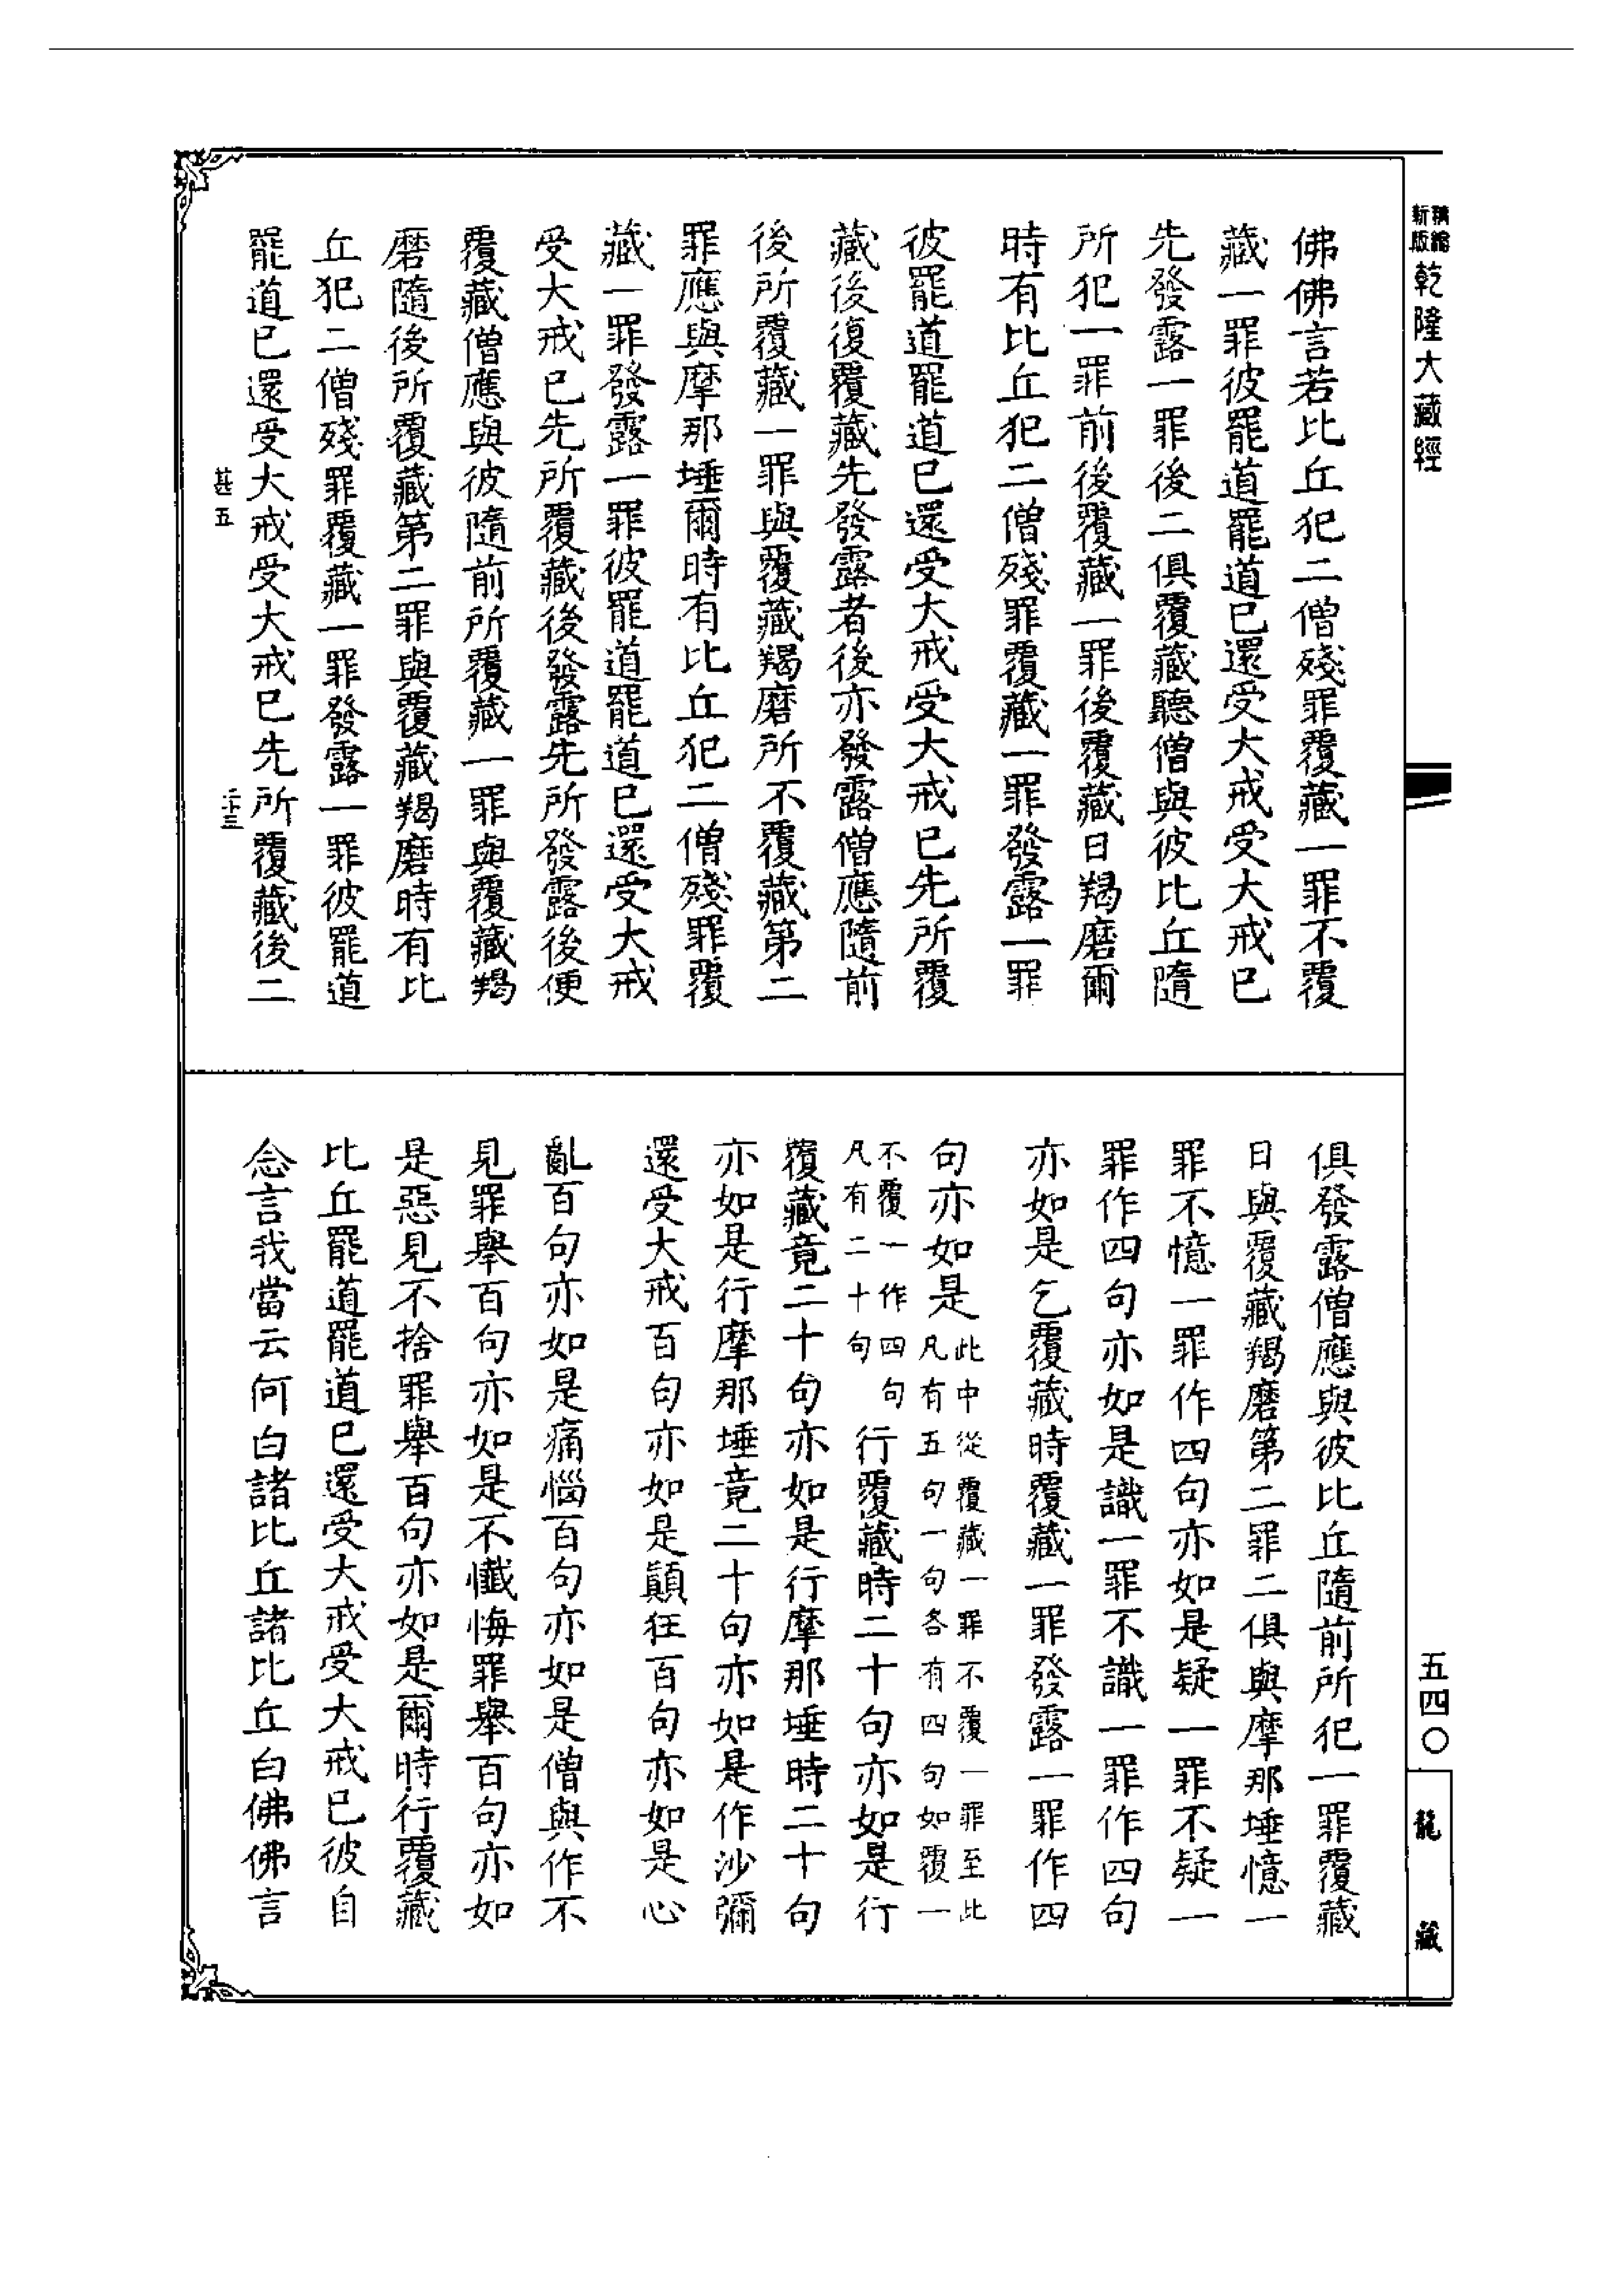 新版 精縮 乾隆大藏經
佛佛言若比丘犯二僧殘罪覆藏一罪不覆
藏一罪彼罷道罷道已還受大戒受大戒已
先發露一罪後二俱覆藏聽僧與彼比丘隨
所犯一罪前後覆藏一罪後覆藏日羯磨爾
時有比丘犯二僧殘罪覆藏一罪發露一罪
彼罷道罷道已還受大戒受大戒已先所覆
藏後復覆藏先發露者後亦發露僧應隨前
後所覆藏一罪與覆藏羯磨所不覆藏第二
罪應與摩那埵爾時有比丘犯二僧殘罪覆
藏一罪發露一罪彼罷道罷道已還受大戒
受大戒已先所覆藏後發露先所發露後便
覆藏僧應與彼隨前所覆藏一罪與覆藏羯
磨隨後所覆藏第二罪與覆藏羯磨時有比
丘犯二僧殘罪覆藏一罪發露一罪彼罷道
罷道已還受大戒受大戒已先所覆藏後二
甚五
二十三
俱發露僧應與彼比丘隨前所犯一罪覆藏
日與覆藏羯磨第二罪二俱與摩那埵憶一
罪不憶一罪作四句亦如是疑一罪不疑一
罪作四句亦如是識一罪不識一罪作四句
亦如是乞覆藏時覆藏一罪發露一罪作四
句亦如是此中從覆藏一罪不覆一罪至此
凡有五句一句各有四句如覆一
不覆一作四句
凡有二十句行覆藏時二十句亦如是行
覆藏竟二十句亦如是行摩那埵時二十句
亦如是行摩那埵竟二十句亦如是作沙彌
還受大戒百句亦如是顛狂百句亦如是心
亂百句亦如是痛惱百句亦如是僧與作不
見罪舉百句亦如是不懺悔罪舉百句亦如
是惡見不捨罪舉百句亦如是爾時行覆藏
比丘罷道罷道已還受大戒受大戒已彼自
念言我當云何白諸比丘諸比丘白佛佛言
五四〇
龍藏